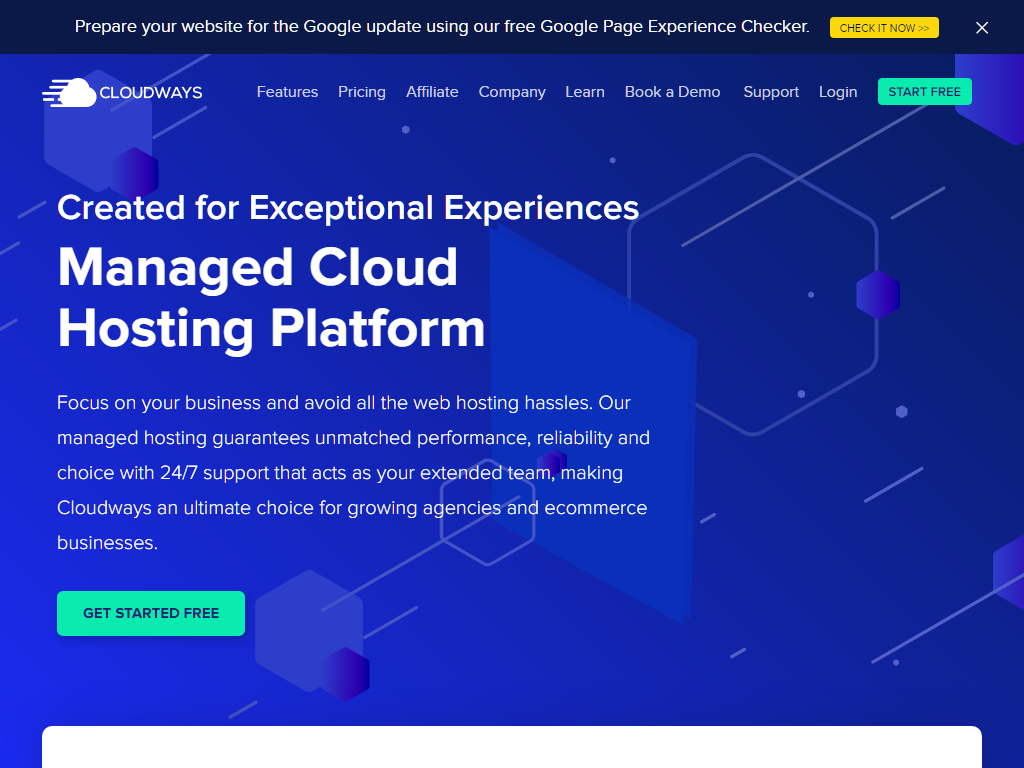 Prepare your website for the Google update using our free Google Page Experience Checker. CHECK IT NOW >>
CLOUDWAYS Features Pricing Affiliate Company Learn Book a Demo Support Login START FREE
Created for Exceptional Experiences
Managed Cloud
Hosting Platform
Focus on your business and avoid all the web hosting hassles. Our
managed hosting guarantees unmatched performance, reliability and
choice with 24/7 support that acts as your extended team, making
Cloudways an ultimate choice for growing agencies and ecommerce
businesses.
GET STARTED FREE